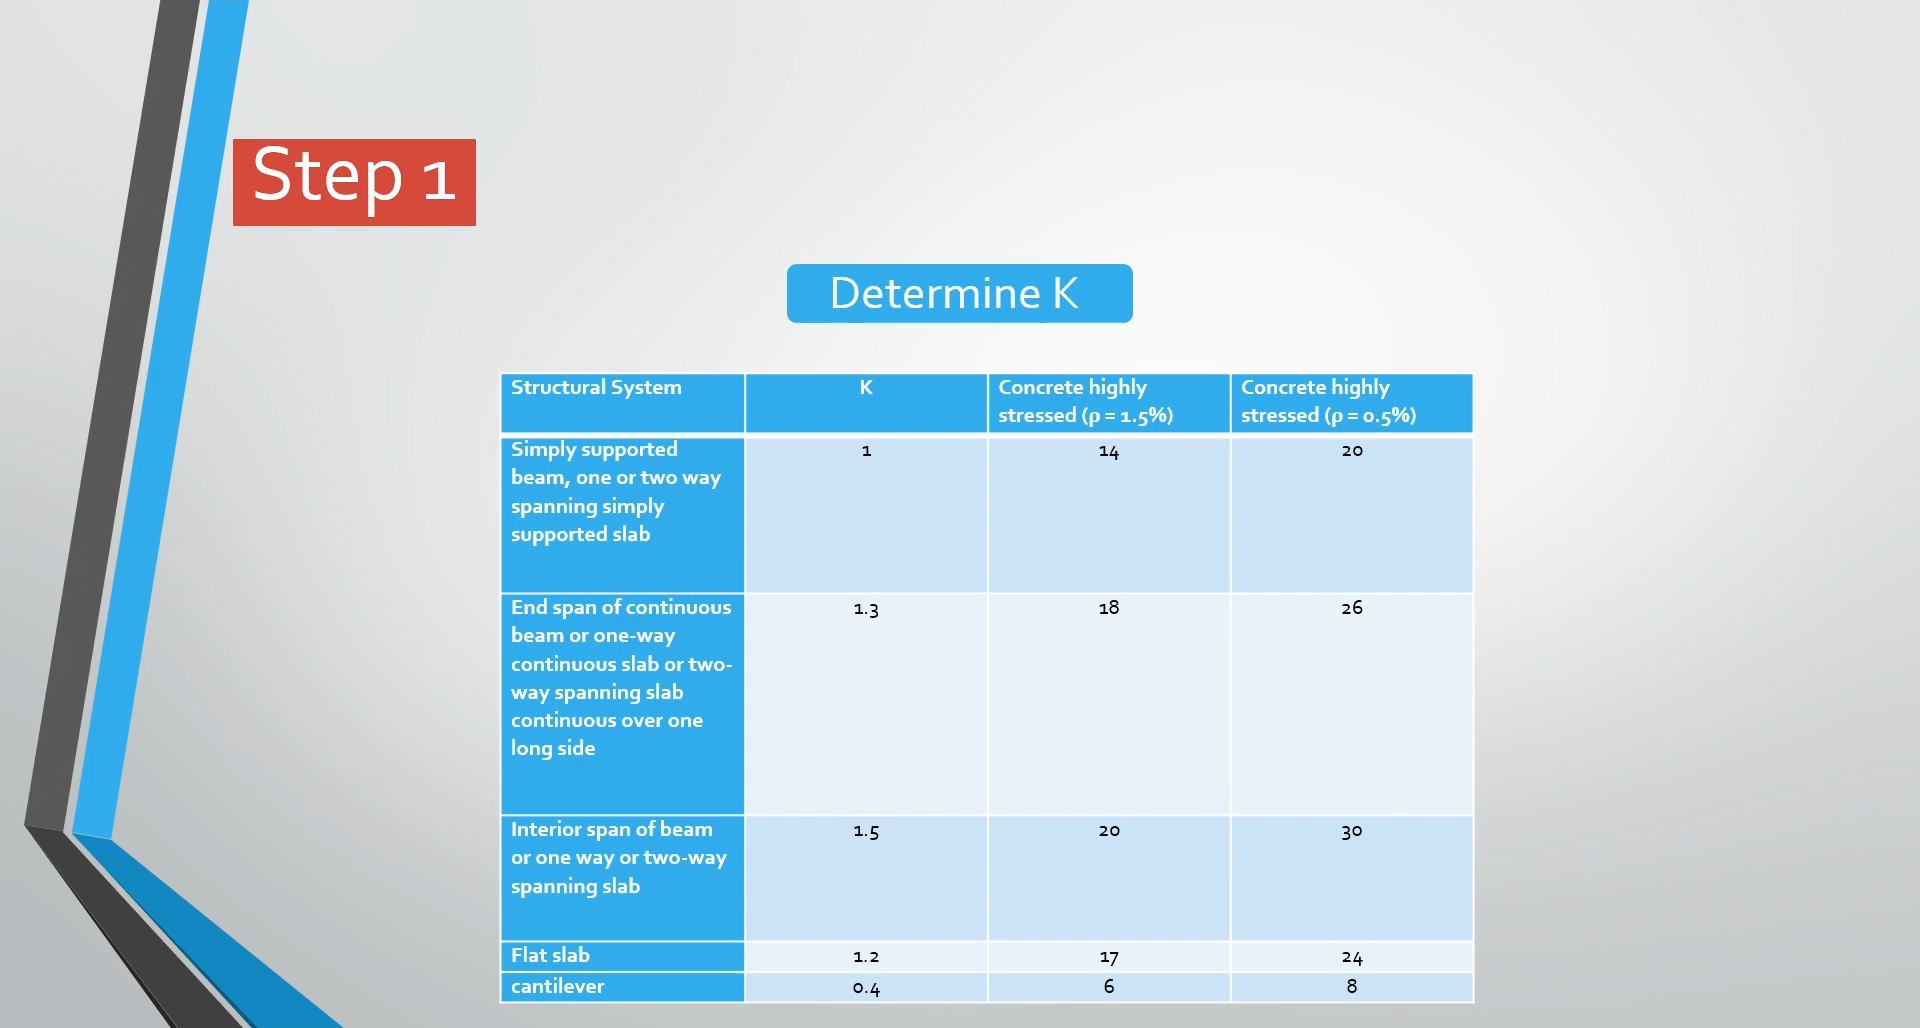 Step 1
Determine K
Structural System
K
Concrete highly
stressed (ρ = 1.5%)
Concrete highly
stressed (ρ = 0.5%)
Simply supported
beam, one or two way
spanning simply
supported slab
1
14
20
End span of continuous
beam or one-way
continuous slab or two-
way spanning slab
continuous over one
long side
1.3
18
26
Interior span of beam
or one way or two-way
spanning slab
1.5
20
30
Flat slab
1.2
17
24
cantilever
0.4
6
8